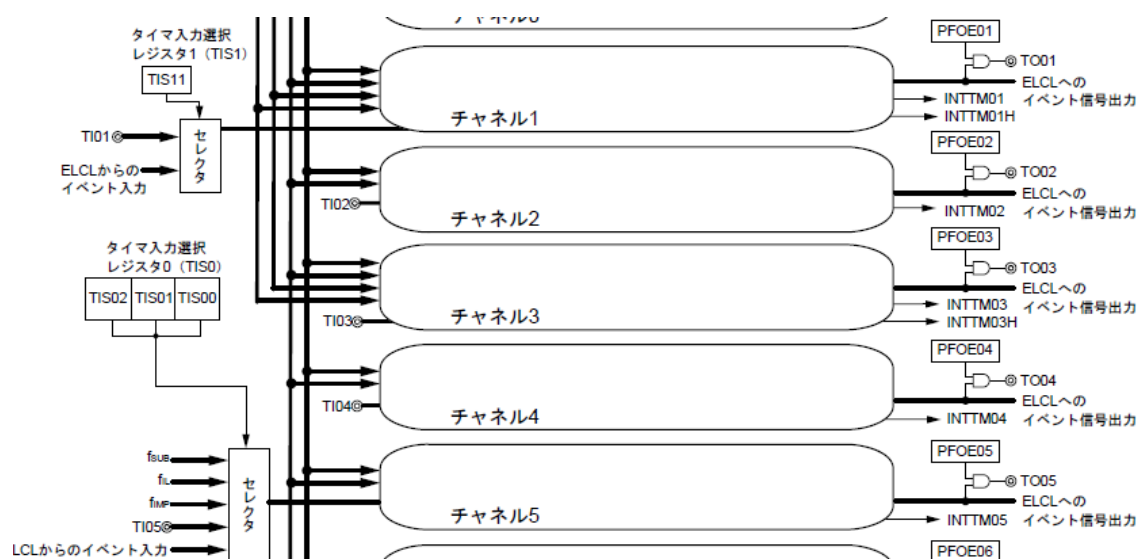 タイマ入力選択
レジスタ1（TIS1）
TIS11
TI01
ELCLからの
イベント入力
セレクタ
チャネル1
PFOE01
TO01
ELCLへの
イベント信号出力
INTTM01
INTTM01H
TI02
チャネル2
PFOE02
TO02
ELCLへの
イベント信号出力
INTTM02
タイマ入力選択
レジスタ0（TIS0）
TIS02 TIS01 TIS00
TI03
チャネル3
PFOE03
TO03
ELCLへの
イベント信号出力
INTTM03
INTTM03H
TI04
チャネル4
PFOE04
TO04
ELCLへの
イベント信号出力
INTTM04
fSUB
fIL
fIMP
TI05
LCLからのイベント入力
セレクタ
チャネル5
PFOE05
TO05
ELCLへの
イベント信号出力
INTTM05
PFOE06